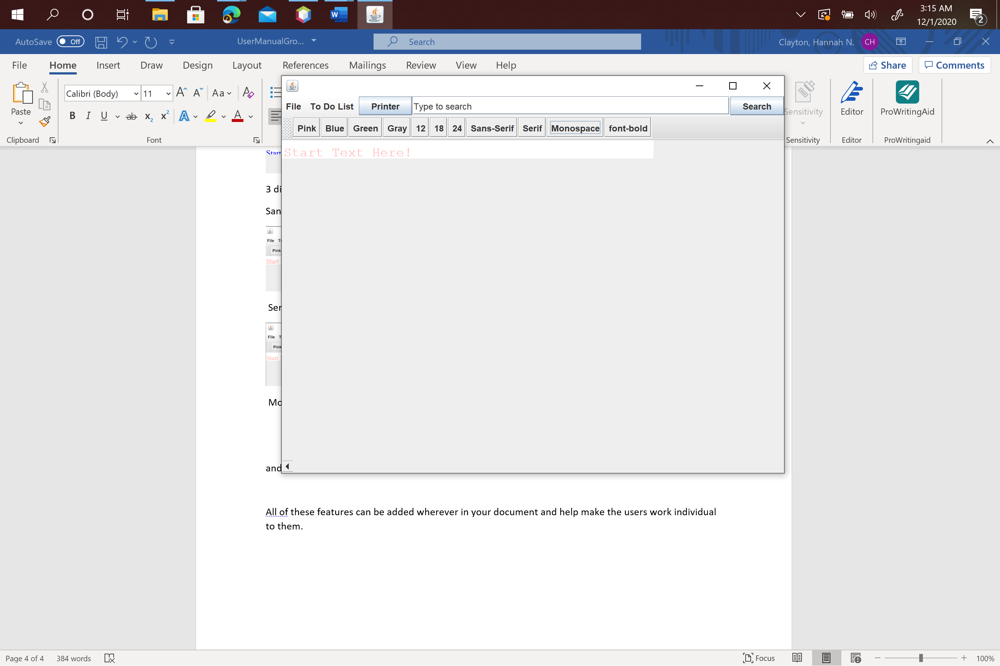 3:15 AM
12/1/2020
2
AutoSave Off
UserManualGro...
Search
Clayton, Hannah N. CH
File Home Insert Draw Design Layout References Mailings Review View Help
Share Comments
Paste
Clipboard
Calibri (Body) 11
Font
Sensitivity
Sensitivity
Editor
Editor
ProWritingAid
ProWritingaid
File To Do List Printer Type to search Search
Pink Blue Green Gray 12 18 24 Sans-Serif Serif Monospace font-bold
Start Text Here!
Start
3 di
San
File
Pink
Start
Ser
File
Pink
Start
Mo
and
All of these features can be added wherever in your document and help make the users work individual
to them.
Page 4 of 4 384 words Focus 100%